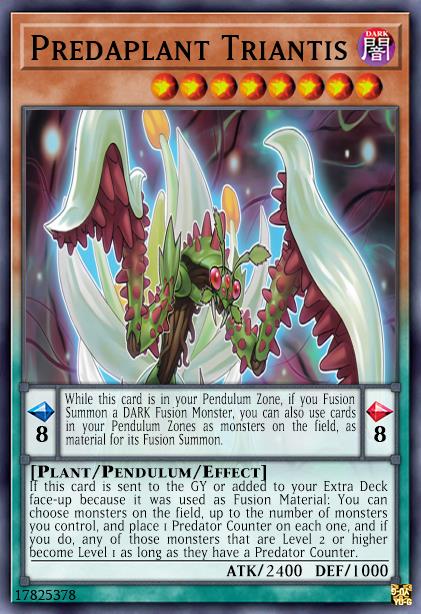 PREDAPLANT TRIANTIS
DARK
闇
While this card is in your Pendulum Zone, if you Fusion
Summon a DARK Fusion Monster, you can also use cards
in your Pendulum Zones as monsters on the field, as
material for its Fusion Summon.
8
8
[PLANT/PENDULUM/EFFECT]
If this card is sent to the GY or added to your Extra Deck
face-up because it was used as Fusion Material: You can
choose monsters on the field, up to the number of monsters
you control, and place 1 Predator Counter on each one, and if
you do, any of those monsters that are Level 2 or higher
become Level 1 as long as they have a Predator Counter.
ATK/2400 DEF/1000
17825378